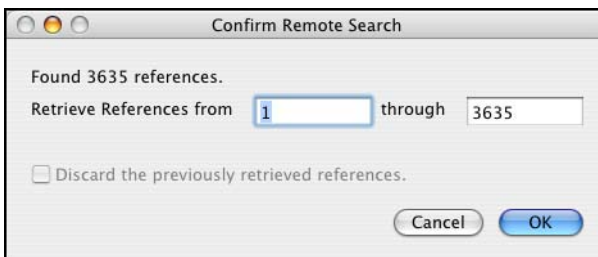 Confirm Remote Search
Found 3635 references.
Retrieve References from 1 through 3635
Discard the previously retrieved references.
Cancel OK